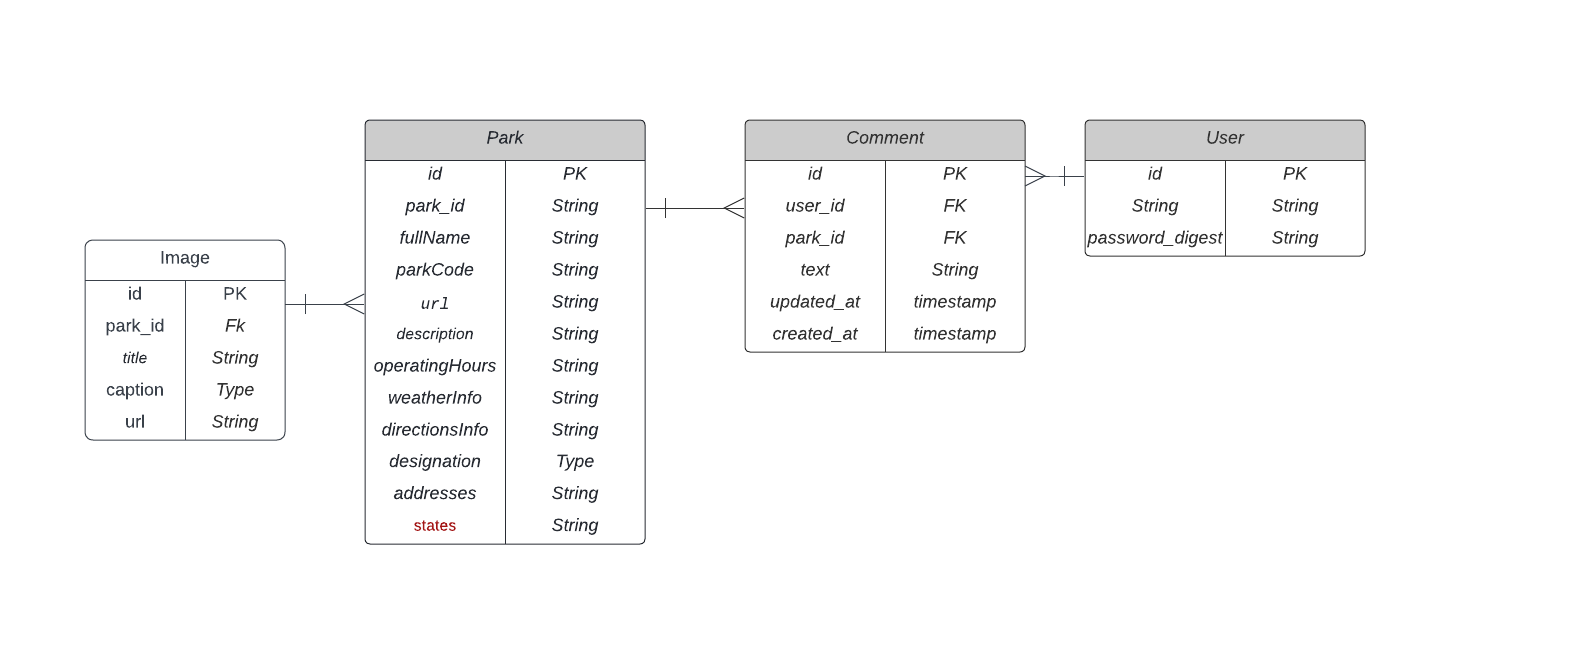 Image
id PK
park_id Fk
title String
caption Type
url String
Park
id PK
park_id String
fullName String
parkCode String
url String
description String
operatingHours String
weatherInfo String
directionsInfo String
designation Type
addresses String
states String
Comment
id PK
user_id FK
park_id FK
text String
updated_at timestamp
created_at timestamp
User
id PK
String String
password_digest String